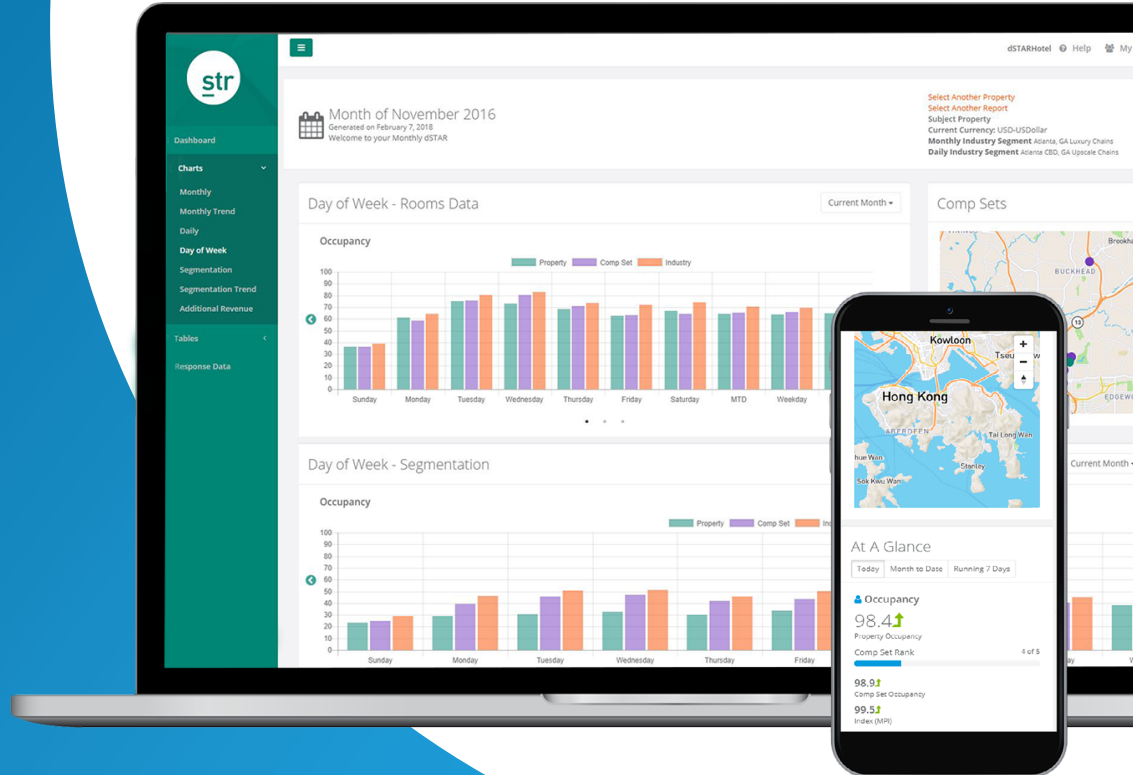 str
Dashboard
Charts
Monthly
Monthly Trend
Daily
Day of Week
Segmentation
Segmentation Trend
Additional Revenue
Tables
Response Data
dSTARHotel Help My
Month of November 2016
Generated on February 7, 2018
Welcome to your Monthly dSTAR
Select Another Property
Select Another Report
Subject Property
Current Currency: USD-USDollar
Monthly Industry Segment Atlanta, GA Luxury Chains
Daily Industry Segment Atlanta CBD, GA Upscale Chains
Day of Week - Rooms Data
Current Month
Occupancy
Property Comp Set Industry
100
90
80
70
60
50
40
30
20
10
0
Sunday Monday Tuesday Wednesday Thursday Friday Saturday MTD Weekday
Comp Sets
BUCKHEAD
13
Day of Week - Segmentation
Current Month
Occupancy
Property Comp Set
100
90
80
70
60
50
40
30
20
10
0
Sunday Monday Tuesday Wednesday Thursday Friday
Kowloon
Hong Kong
ABERDEEN
Tai Long Wan
Stanley
Sok Kwu Wan
At A Glance
Today Month to Date Running 7 Days
Occupancy
98.4
Property Occupancy
Comp Set Rank 4 of 5
98.9
Comp Set Occupancy
99.5
Index (MPI)